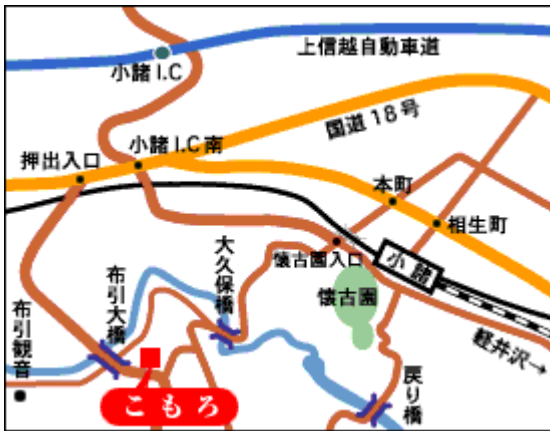 上信越自動車道
小諸I.C
国道18号
小諸I.C南
押出入口
本町
相生町
大久保橋
懐古園入口
小諸
布引大橋
懐古園
布引観音
軽井沢→
戻り橋
こもろ